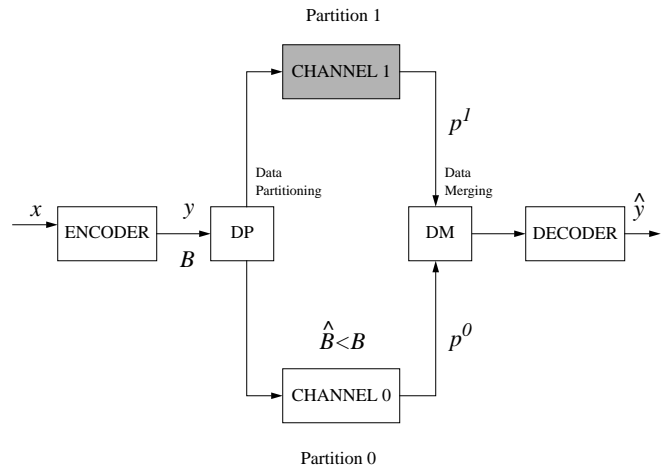 Partition 1
CHANNEL 1
p^1
Data
Partitioning
Data
Merging
x
ENCODER
y
B
DP
DM
DECODER
ŷ
B̂<B
p^0
CHANNEL 0
Partition 0